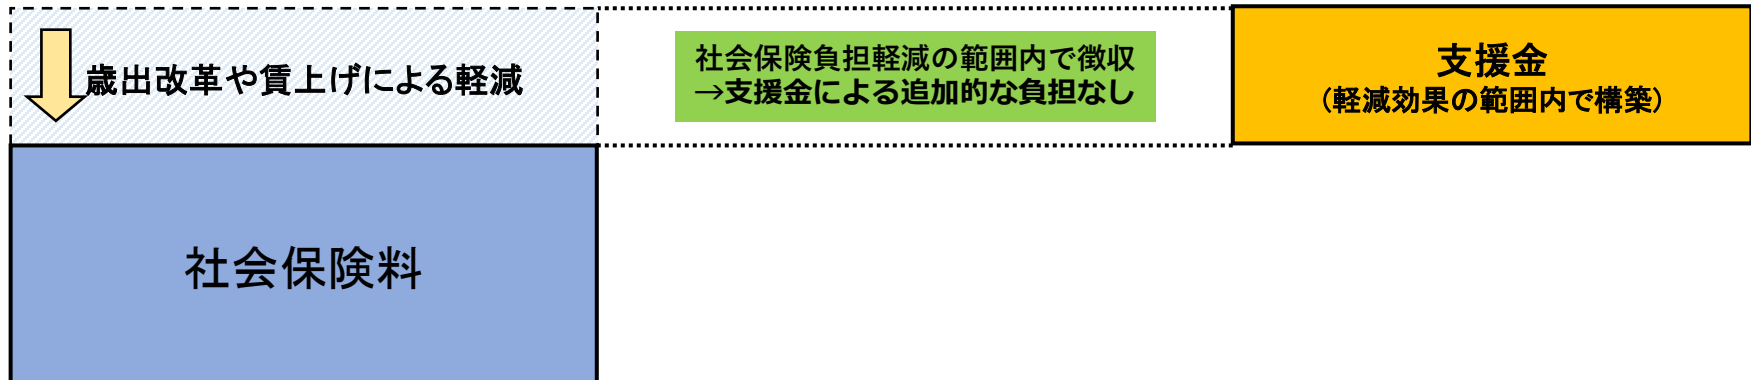 歳出改革や賃上げによる軽減
社会保険負担軽減の範囲内で徴収
→支援金による追加的な負担なし
支援金
（軽減効果の範囲内で構築）
社会保険料